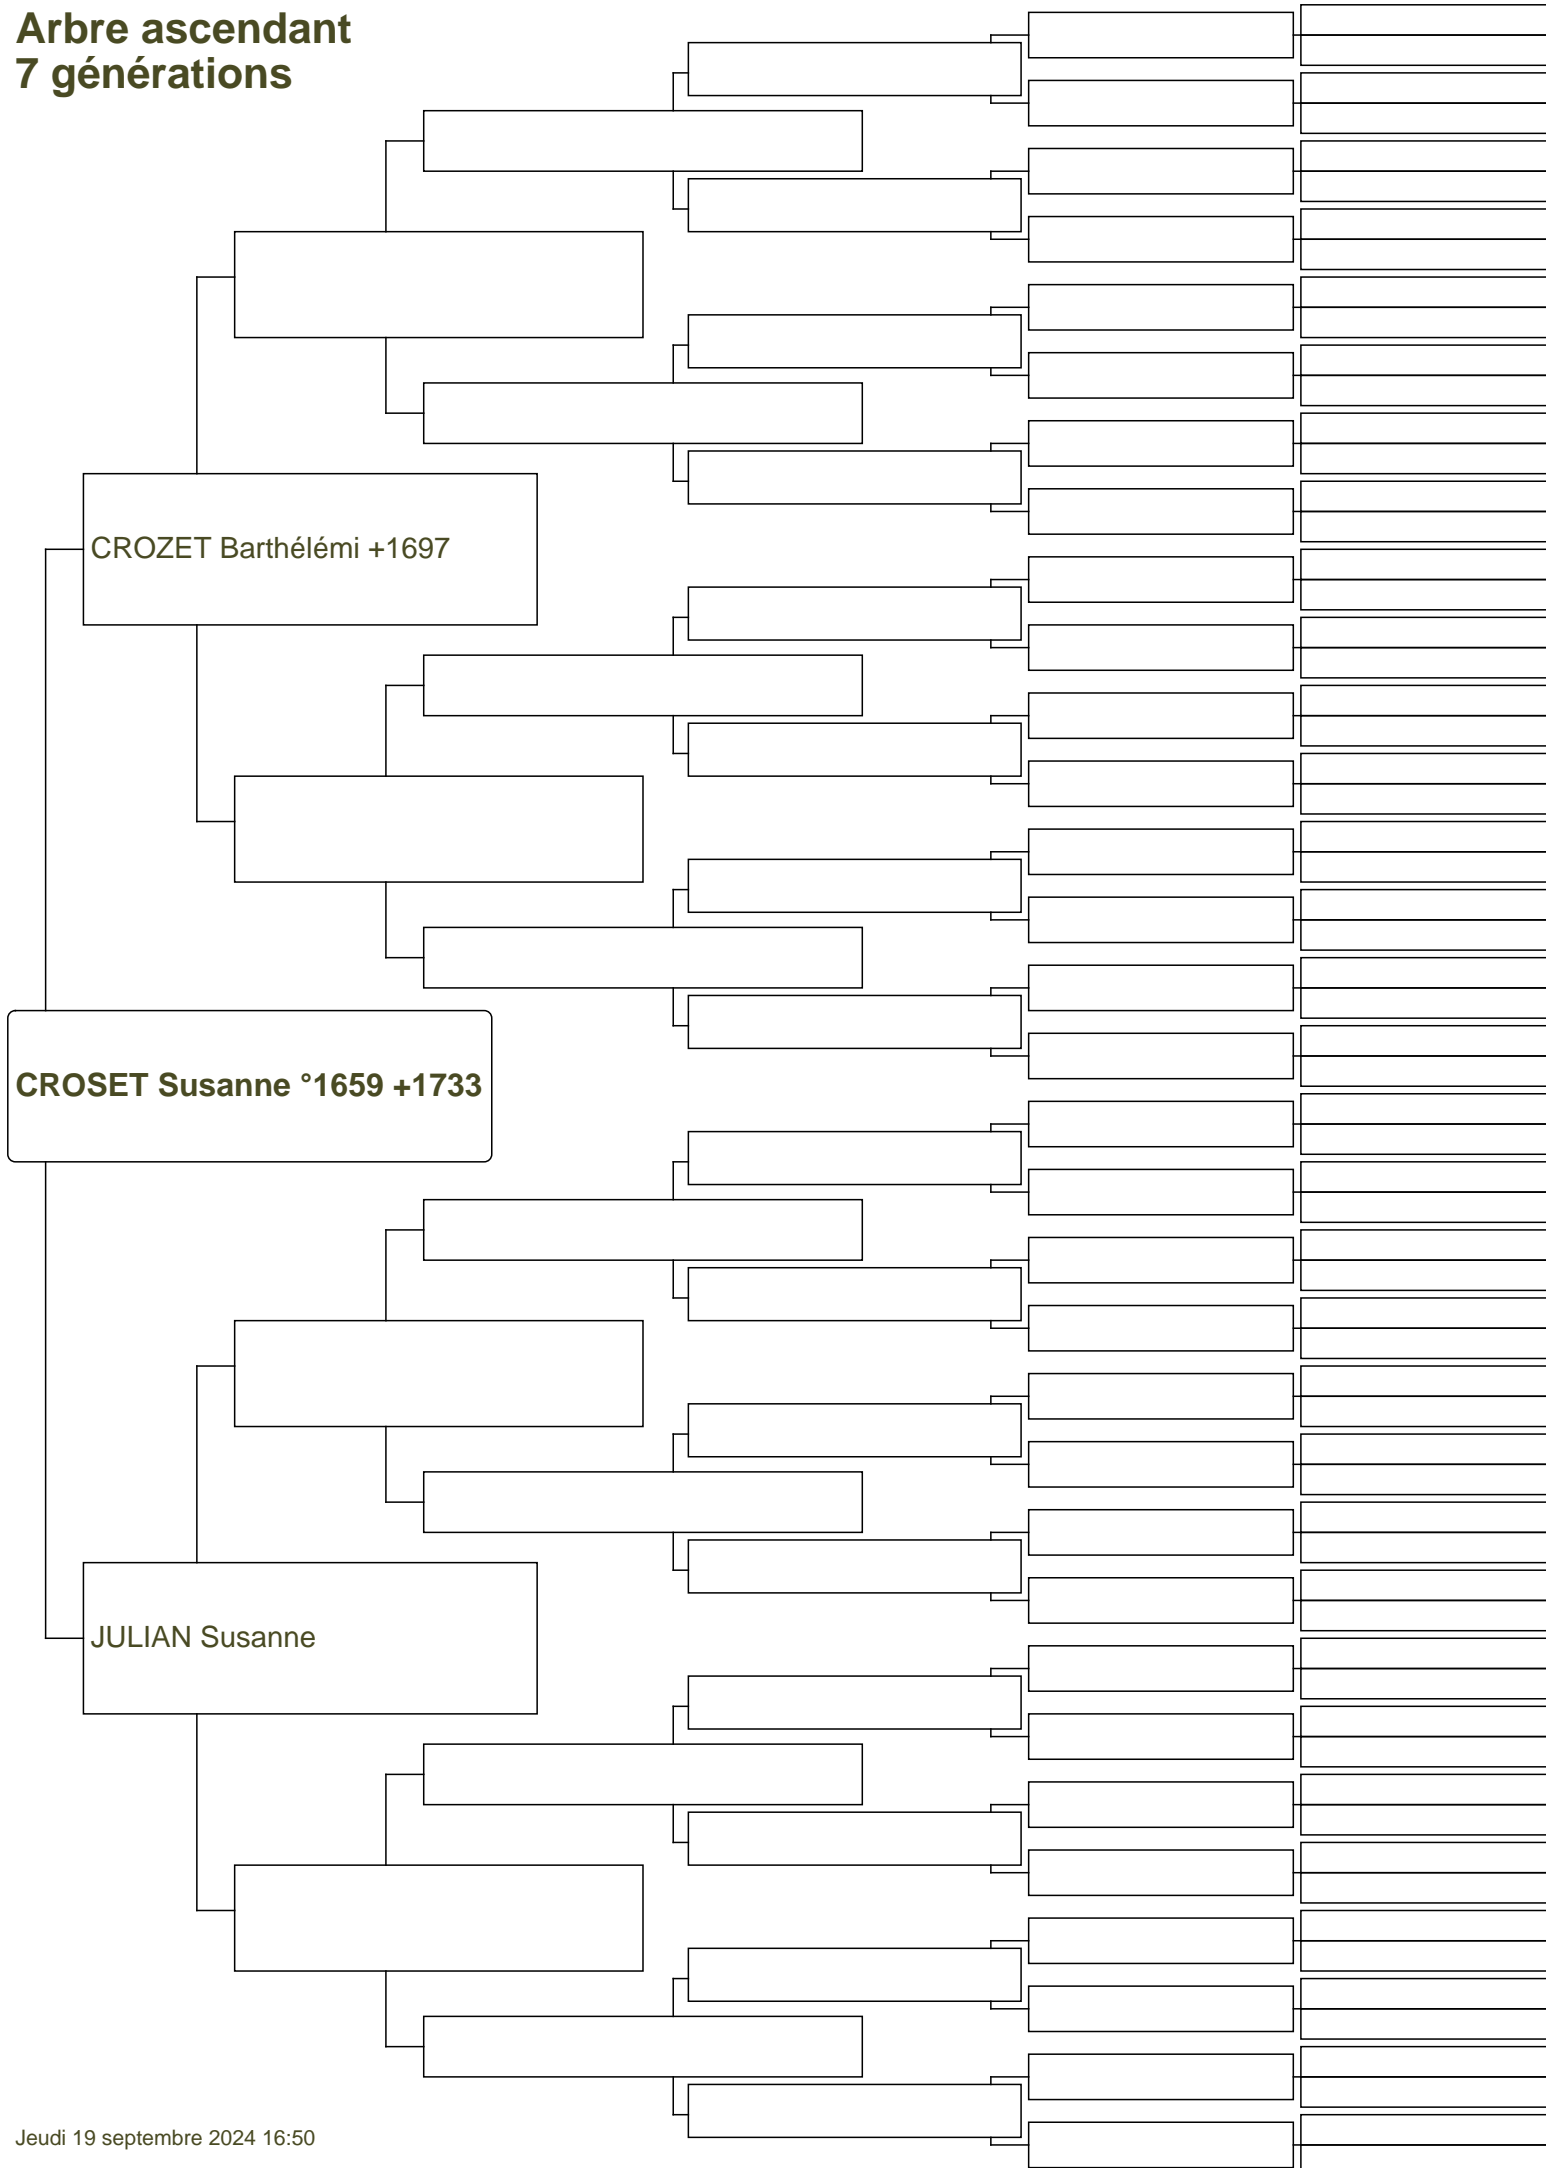 Arbre ascendant
7 générations
CROZET Barthélémi +1697
CROSET Susanne °1659 +1733
JULIAN Susanne
Jeudi 19 septembre 2024 16:50